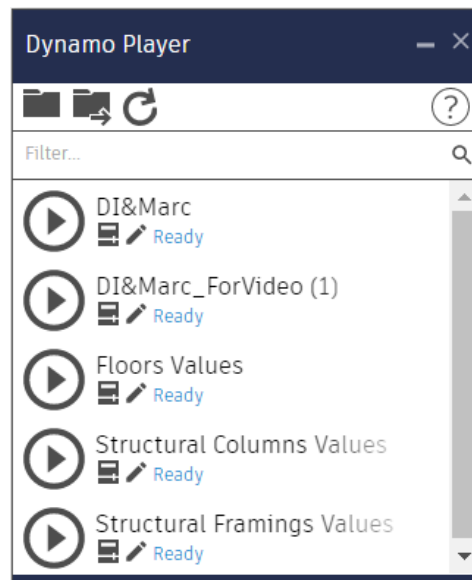 Dynamo Player
?
Filter...
DI&Marc
Ready
DI&Marc_ForVideo (1)
Ready
Floors Values
Ready
Structural Columns Values
Ready
Structural Framings Values
Ready